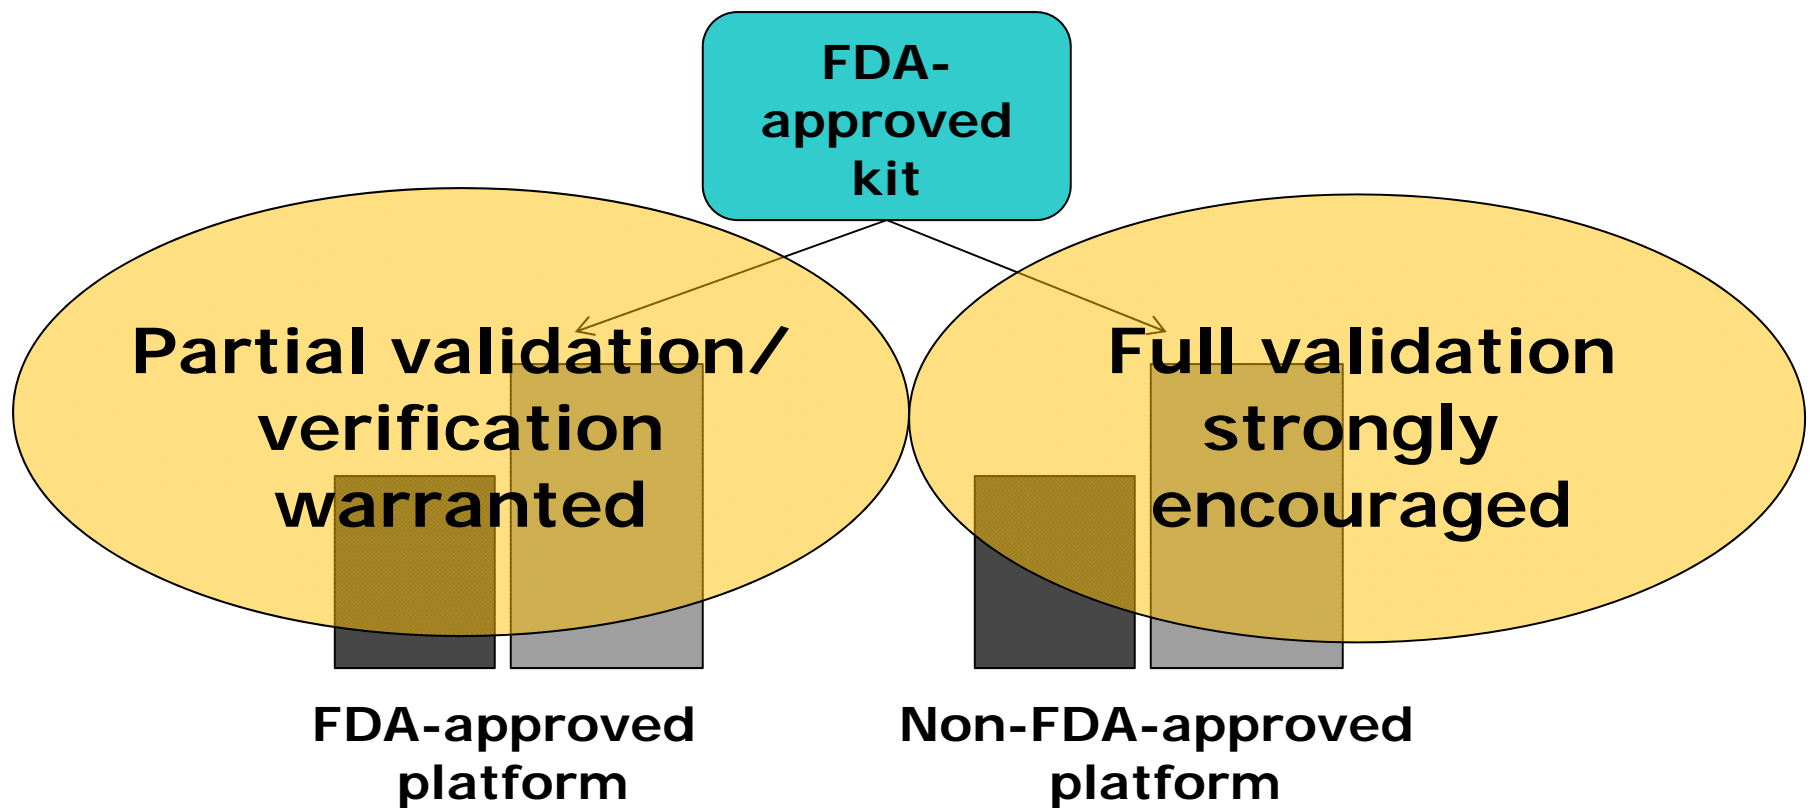 FDA-
approved
kit
Partial validation/
verification
warranted
Full validation
strongly
encouraged
FDA-approved
platform
Non-FDA-approved
platform